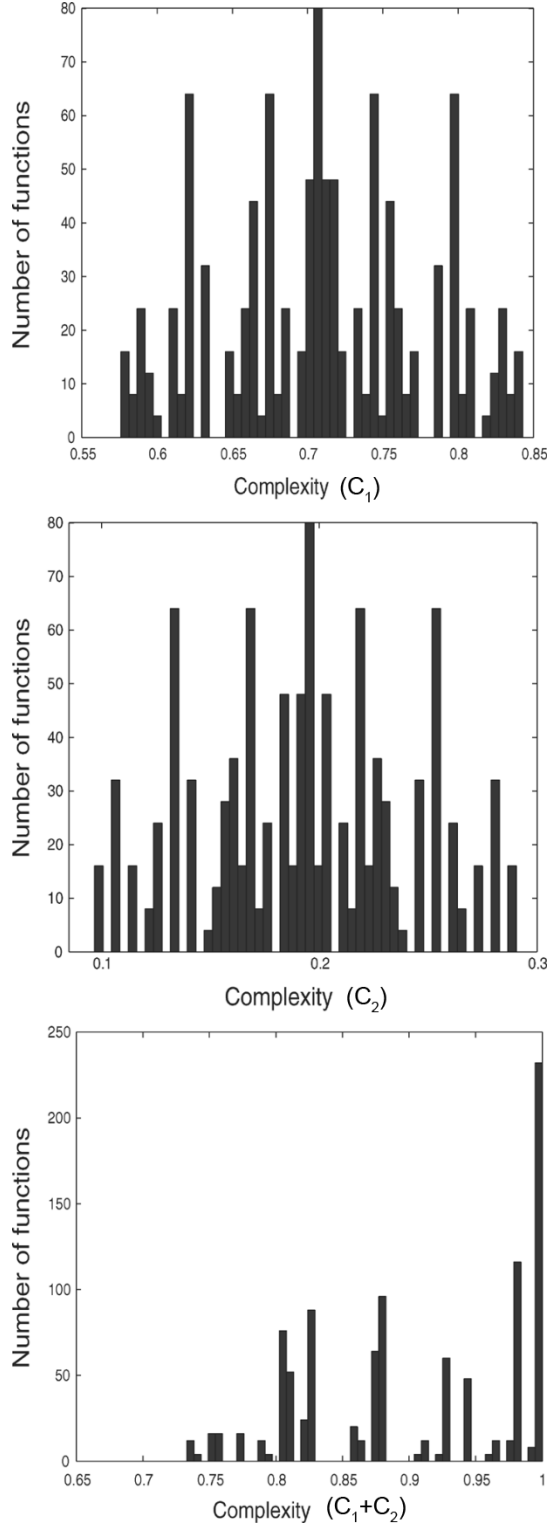 80
70
60
50
40
30
20
10
0
Number of functions
0.55 0.6 0.65 0.7 0.75 0.8 0.85
Complexity (C₁)
80
70
60
50
40
30
20
10
0
Number of functions
0.1 0.2 0.3
Complexity (C₂)
250
200
150
100
50
0
Number of functions
0.65 0.7 0.75 0.8 0.85 0.9 0.95 1
Complexity (C₁+C₂)